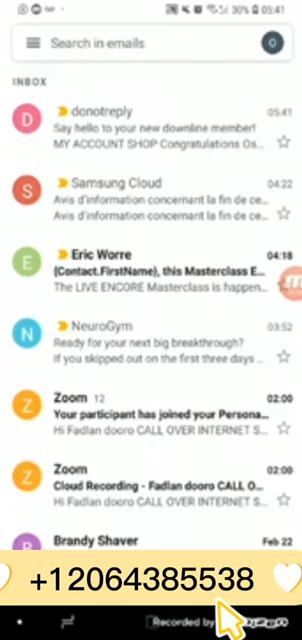 30% 05:41
Search in emails
O
INBOX
D
donotreply
05:41
Say hello to your new downline member!
MY ACCOUNT SHOP Congratulations Os...
S
Samsung Cloud
04:22
Avis d'information concernant la fin de ce...
Avis d'information concernant la fin de ce...
E
Eric Worre
04:18
{Contact.FirstName}, this Masterclass E...
The LIVE ENCORE Masterclass is happen...
N
NeuroGym
03:52
Ready for your next big breakthrough?
If you skipped out on the first three days ...
Z
Zoom 12
02:00
Your participant has joined your Persona...
Hi Fadlan dooro CALL OVER INTERNET S...
Z
Zoom
02:00
Cloud Recording - Fadlan dooro CALL O...
Hi Fadlan dooro CALL OVER INTERNET S...
B
Brandy Shaver
Feb 22
+12064385538
Recorded by